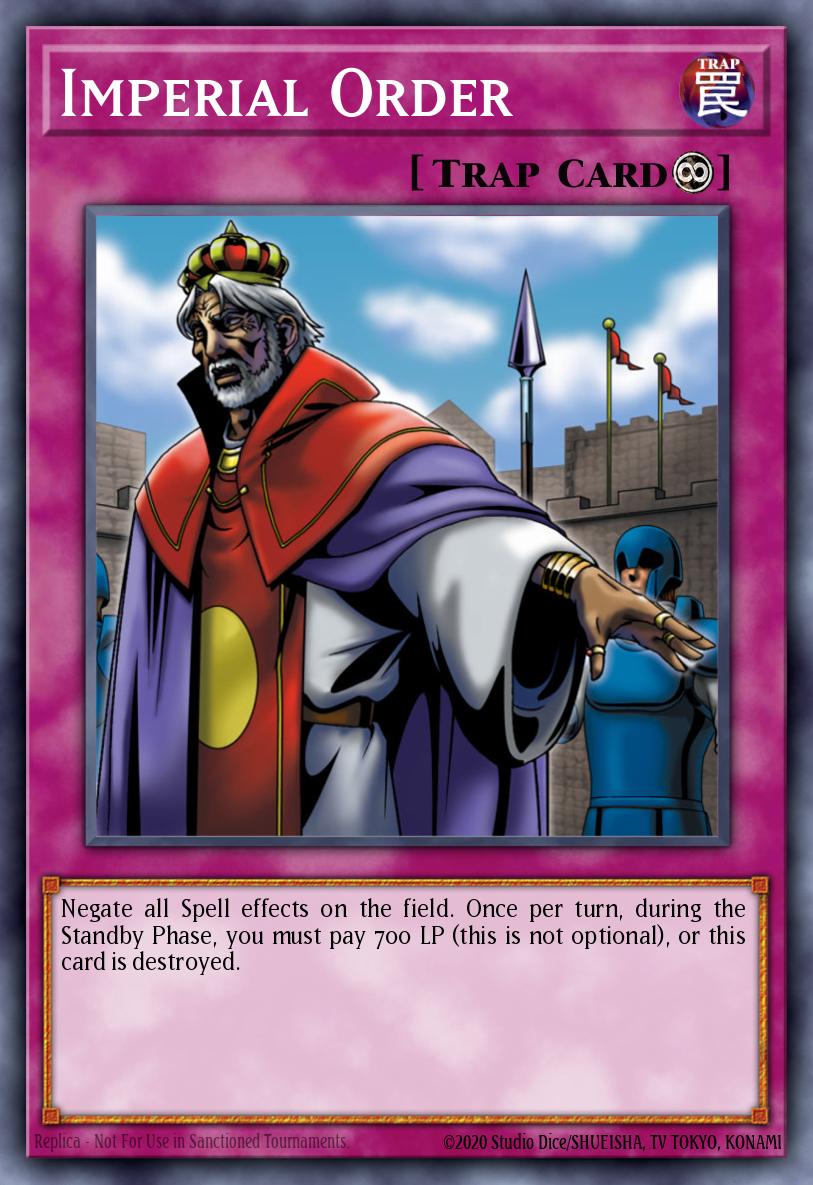 Imperial Order
TRAP
罠
[Trap Card]
Negate all Spell effects on the field. Once per turn, during the
Standby Phase, you must pay 700 LP (this is not optional), or this
card is destroyed.
Replica - Not For Use in Sanctioned Tournaments.
©2020 Studio Dice/SHUEISHA, TV TOKYO, KONAMI